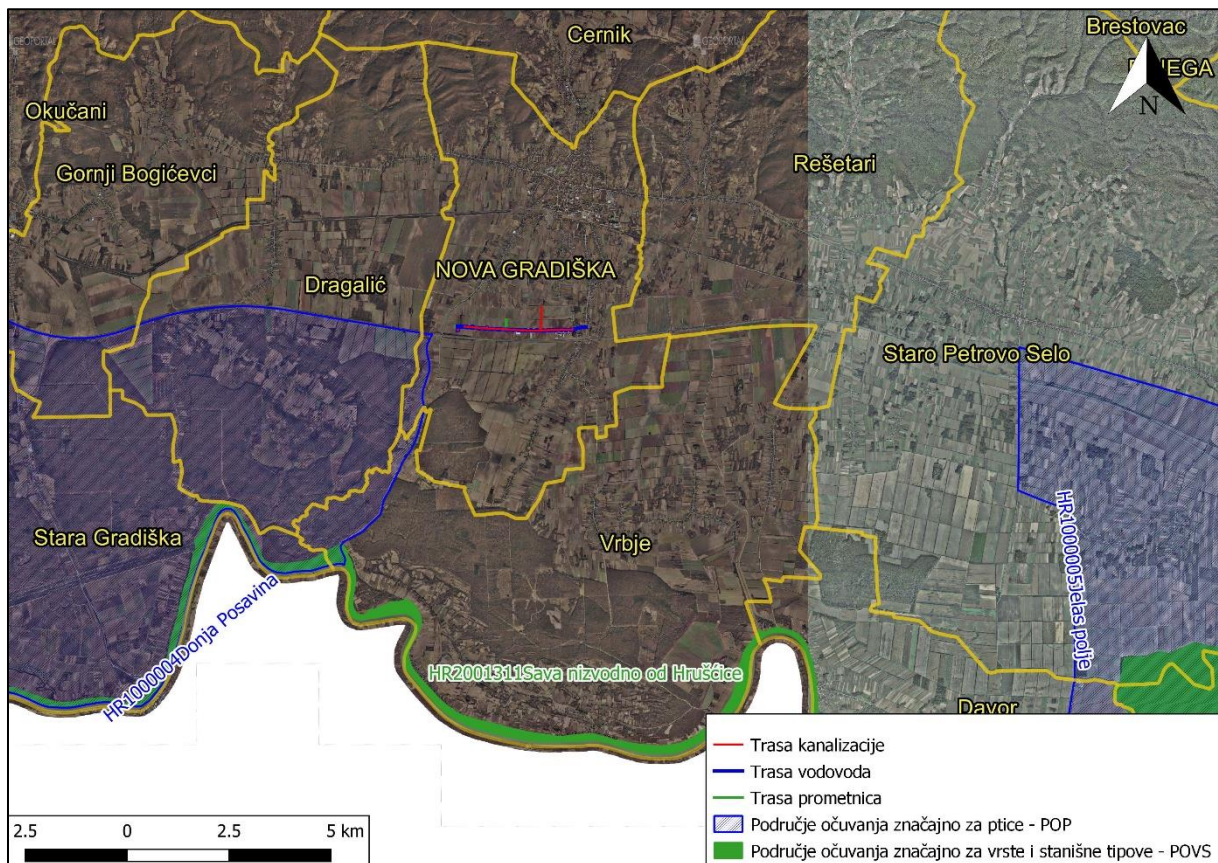 GEOPORTAL
GEOPORTAL
Cernik
Brestovac
Okučani
N
Gornji Bogićevci
Rešetari
NOVA GRADIŠKA
Dragalić
Staro Petrovo Selo
Stara Gradiška
Vrbje
HR1000004Donja Posavina
HR1000005Jelas polje
HR2001311Sava nizvodno od Hrušćice
Davor
Trasa kanalizacije
Trasa vodovoda
Trasa prometnica
Područje očuvanja značajno za ptice - POP
Područje očuvanja značajno za vrste i stanišne tipove - POVS
2.5 0 2.5 5 km